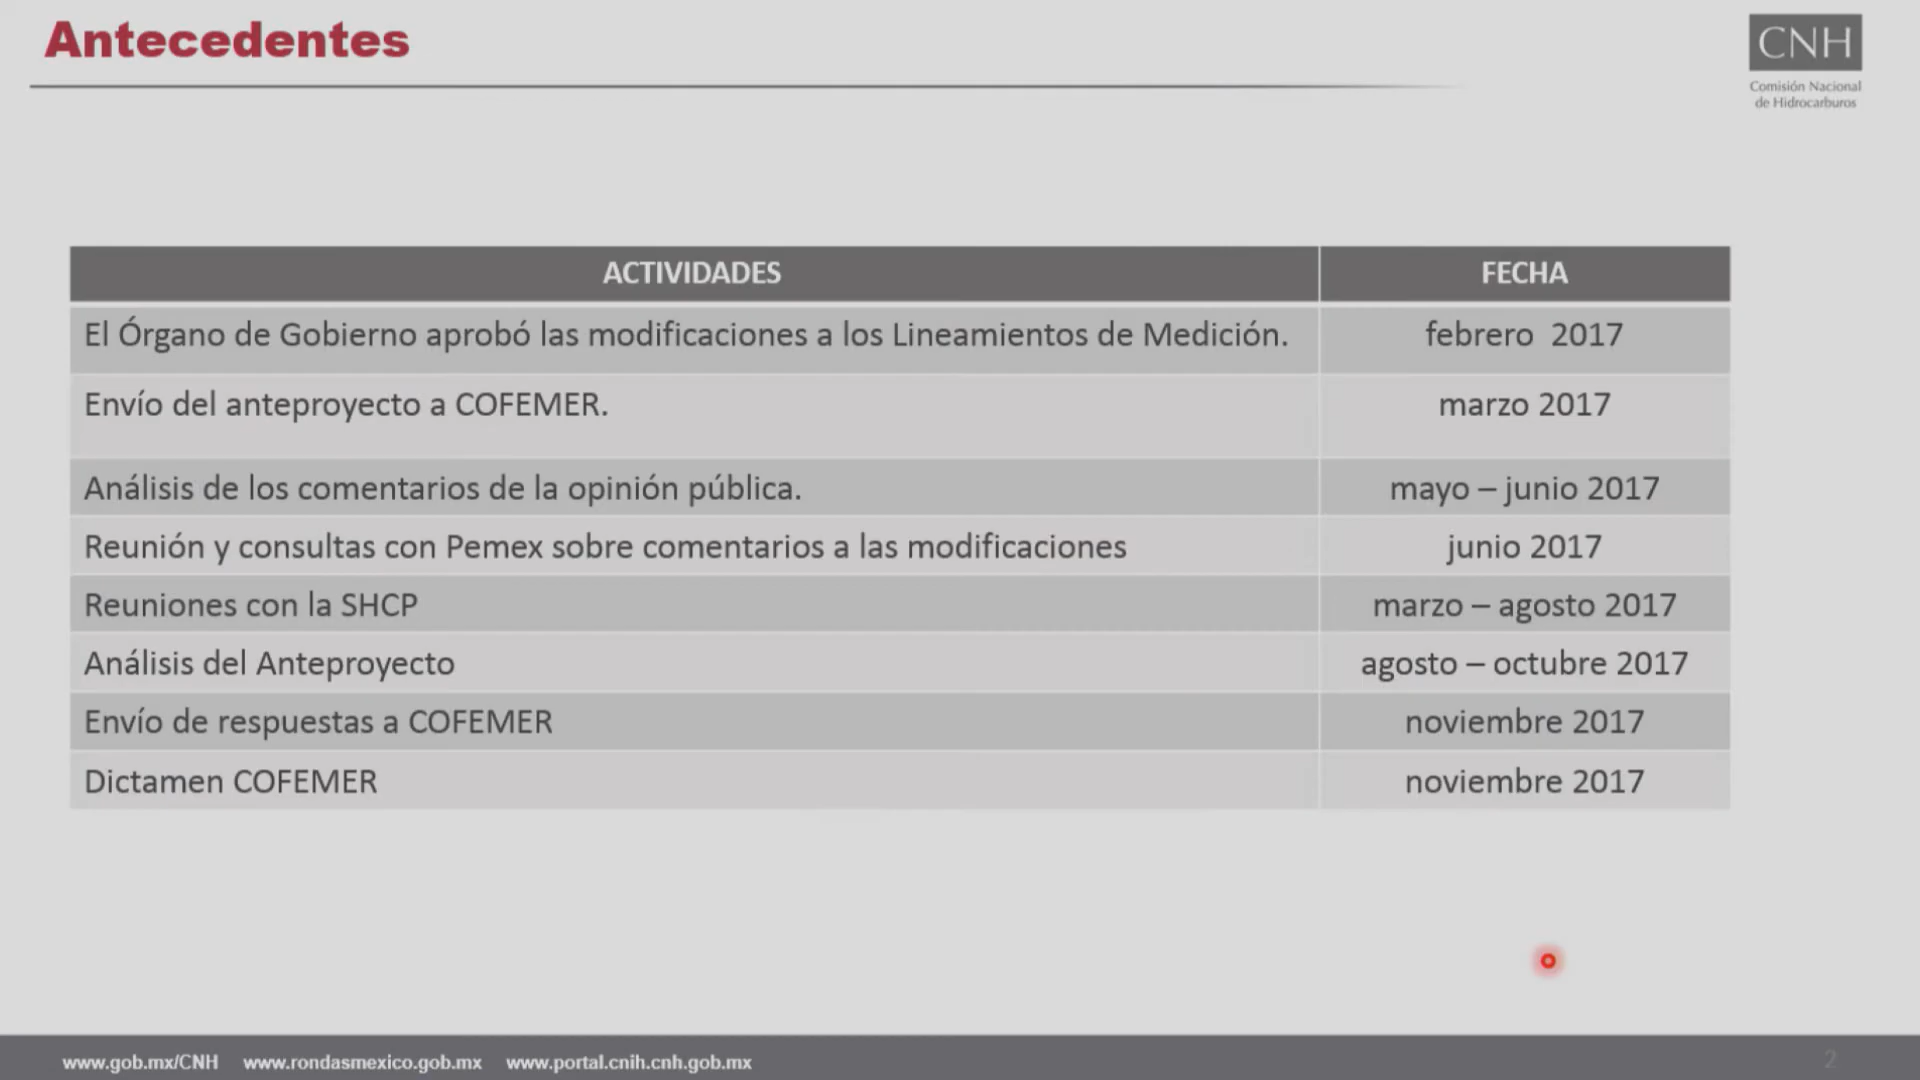 Antecedentes
CNH
Comisión Nacional
de Hidrocarburos
ACTIVIDADES FECHA
El Órgano de Gobierno aprobó las modificaciones a los Lineamientos de Medición. febrero 2017
Envío del anteproyecto a COFEMER. marzo 2017
Análisis de los comentarios de la opinión pública. mayo – junio 2017
Reunión y consultas con Pemex sobre comentarios a las modificaciones junio 2017
Reuniones con la SHCP marzo – agosto 2017
Análisis del Anteproyecto agosto – octubre 2017
Envío de respuestas a COFEMER noviembre 2017
Dictamen COFEMER noviembre 2017
www.gob.mx/CNH www.rondasmexico.gob.mx www.portal.cnih.cnh.gob.mx 2